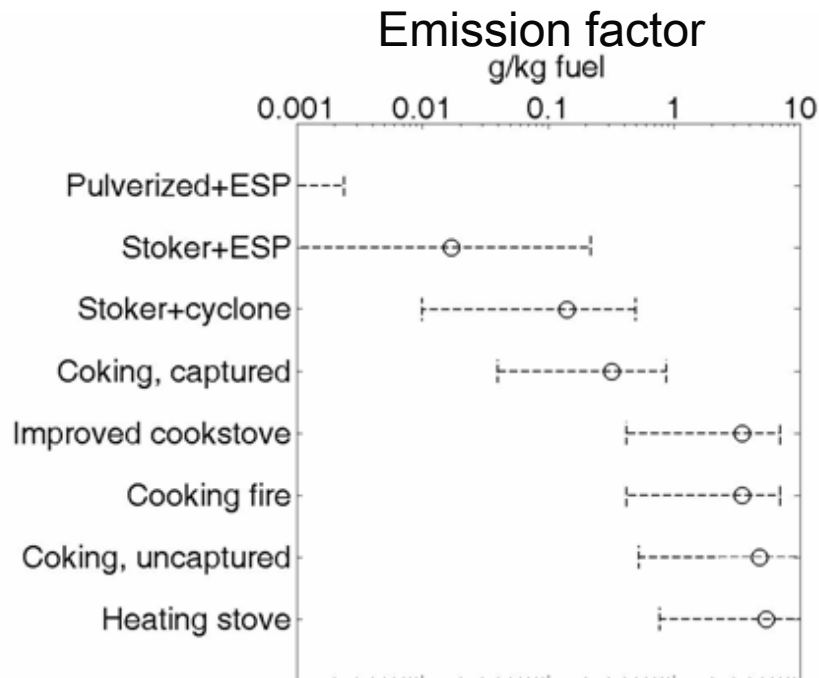 Emission factor
g/kg fuel
0.001 0.01 0.1 1 10
Pulverized+ESP
Stoker+ESP
Stoker+cyclone
Coking, captured
Improved cookstove
Cooking fire
Coking, uncaptured
Heating stove